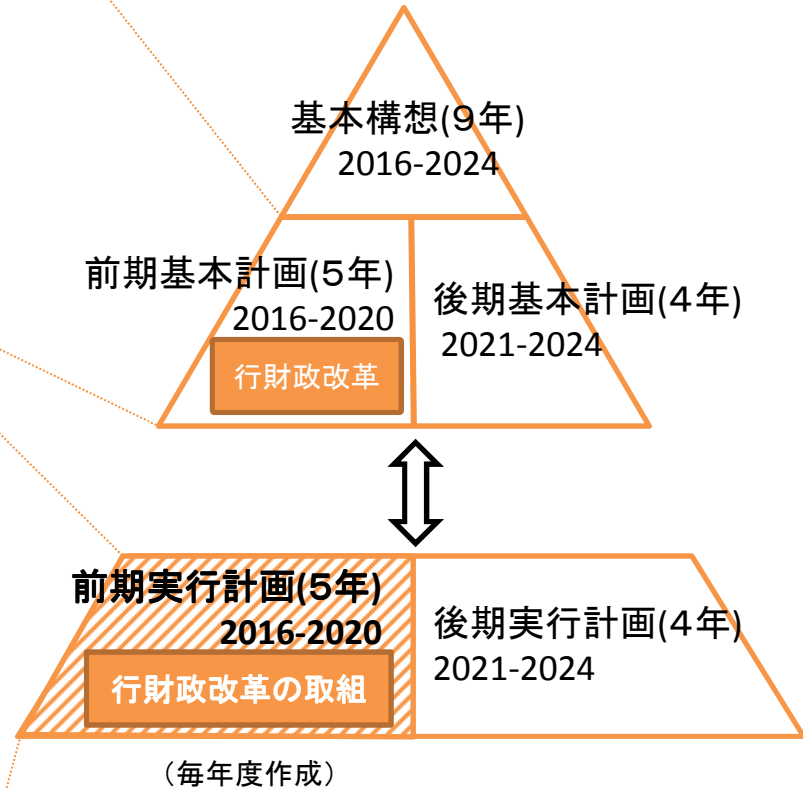 基本構想(9年)
2016-2024
前期基本計画(5年)
2016-2020
行財政改革
後期基本計画(4年)
2021-2024
前期実行計画(5年)
2016-2020
行財政改革の取組
後期実行計画(4年)
2021-2024
（毎年度作成）